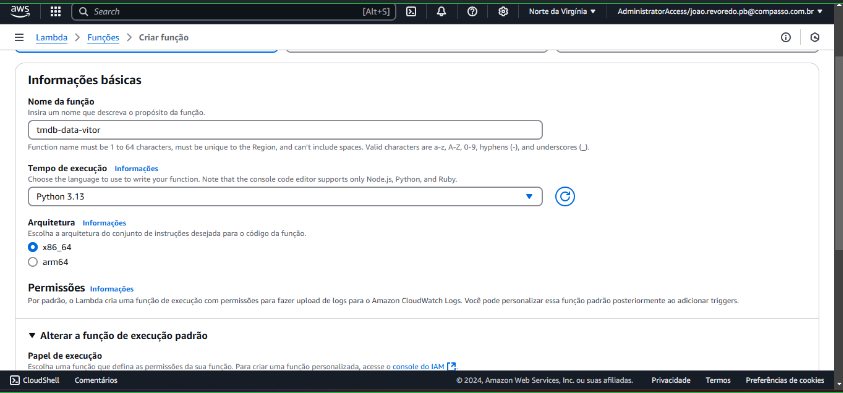 aws
Search
[Alt+S]
Norte da Virgínia ▼
AdministratorAccess/joao.revoredo.pb@compasso.com.br ▼
Lambda > Funções > Criar função
Informações básicas
Nome da função
Insira um nome que descreva o propósito da função.
tmdb-data-vitor
Function name must be 1 to 64 characters, must be unique to the Region, and can't include spaces. Valid characters are a-z, A-Z, 0-9, hyphens (-), and underscores (_).
Tempo de execução Informações
Choose the language to use to write your function. Note that the console code editor supports only Node.js, Python, and Ruby.
Python 3.13
Arquitetura Informações
Escolha a arquitetura do conjunto de instruções desejada para o código da função.
x86_64
arm64
Permissões Informações
Por padrão, o Lambda cria uma função de execução com permissões para fazer upload de logs para o Amazon CloudWatch Logs. Você pode personalizar essa função padrão posteriormente ao adicionar triggers.
▼ Alterar a função de execução padrão
Papel de execução
Escolha uma função que defina as permissões da sua função. Para criar uma função personalizada, acesse o console do IAM
CloudShell
Comentários
© 2024, Amazon Web Services, Inc. ou suas afiliadas.
Privacidade
Termos
Preferências de cookies